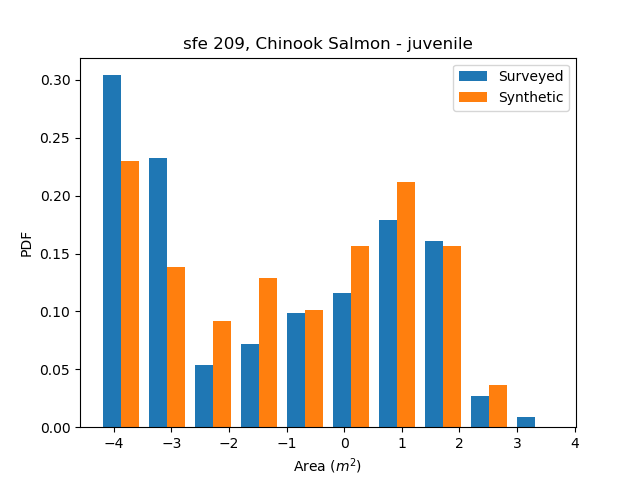 sfe 209, Chinook Salmon - juvenile
Surveyed
Synthetic
PDF
0.30
0.25
0.20
0.15
0.10
0.05
0.00
−4 −3 −2 −1 0 1 2 3 4
Area (m²)